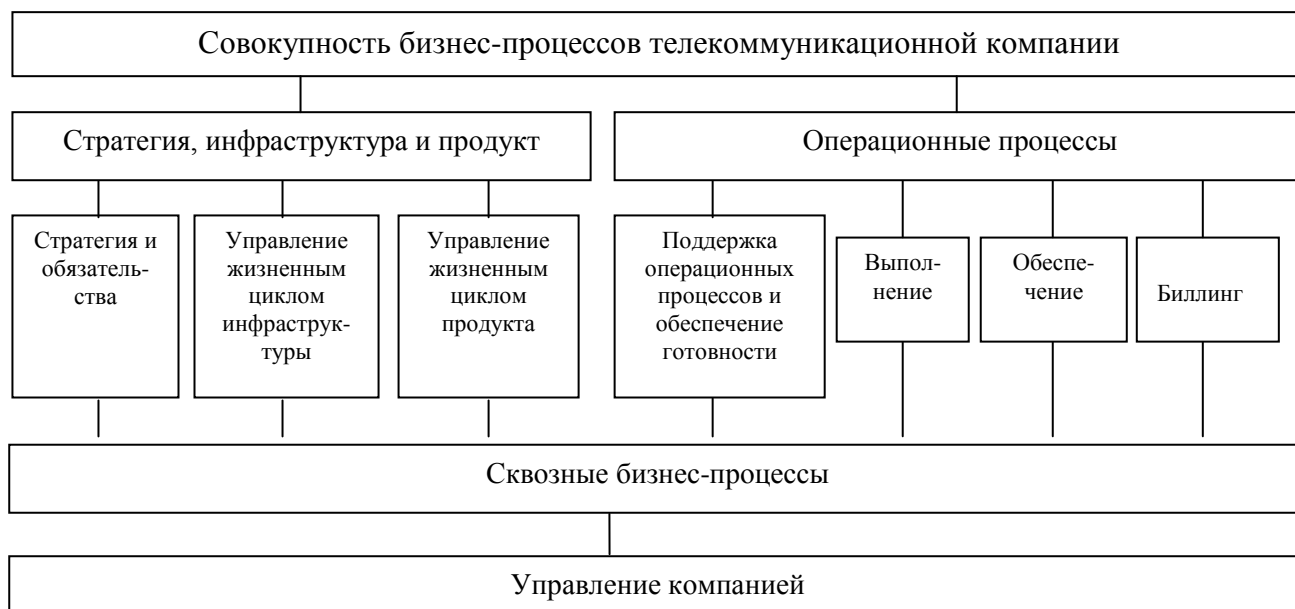 Совокупность бизнес-процессов телекоммуникационной компании
Стратегия, инфраструктура и продукт
Операционные процессы
Стратегия и
обязатель-
ства
Управление
жизненным
циклом
инфраструк-
туры
Управление
жизненным
циклом
продукта
Поддержка
операционных
процессов и
обеспечение
готовности
Выпол-
нение
Обеспе-
чение
Биллинг
Сквозные бизнес-процессы
Управление компанией